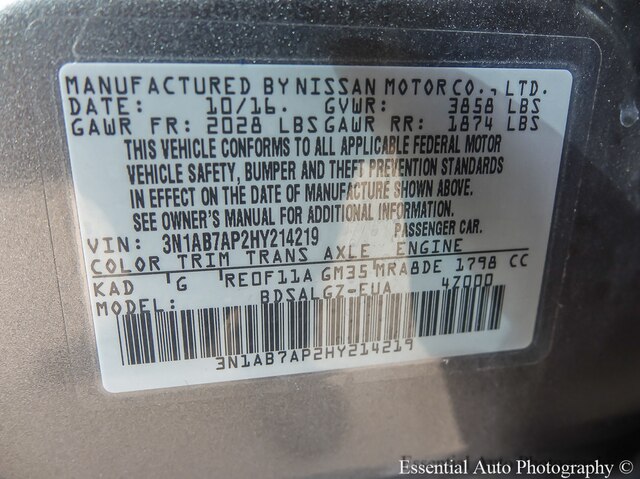 MANUFACTURED BY NISSAN MOTOR CO., LTD.
DATE: 10/16. GVWR: 3858 LBS
GAWR FR: 2028 LBS GAWR RR: 1874 LBS
THIS VEHICLE CONFORMS TO ALL APPLICABLE FEDERAL MOTOR
VEHICLE SAFETY, BUMPER AND THEFT PREVENTION STANDARDS
IN EFFECT ON THE DATE OF MANUFACTURE SHOWN ABOVE.
SEE OWNER'S MANUAL FOR ADDITIONAL INFORMATION.
VIN: 3N1AB7AP2HY214219 PASSENGER CAR.
COLOR TRIM TRANS AXLE ENGINE
KAD G RE0F11A GM35 MRA8DE 1798 CC
MODEL: BDSALGZ-EUA 47000
3N1AB7AP2HY214219
Essential Auto Photography ©